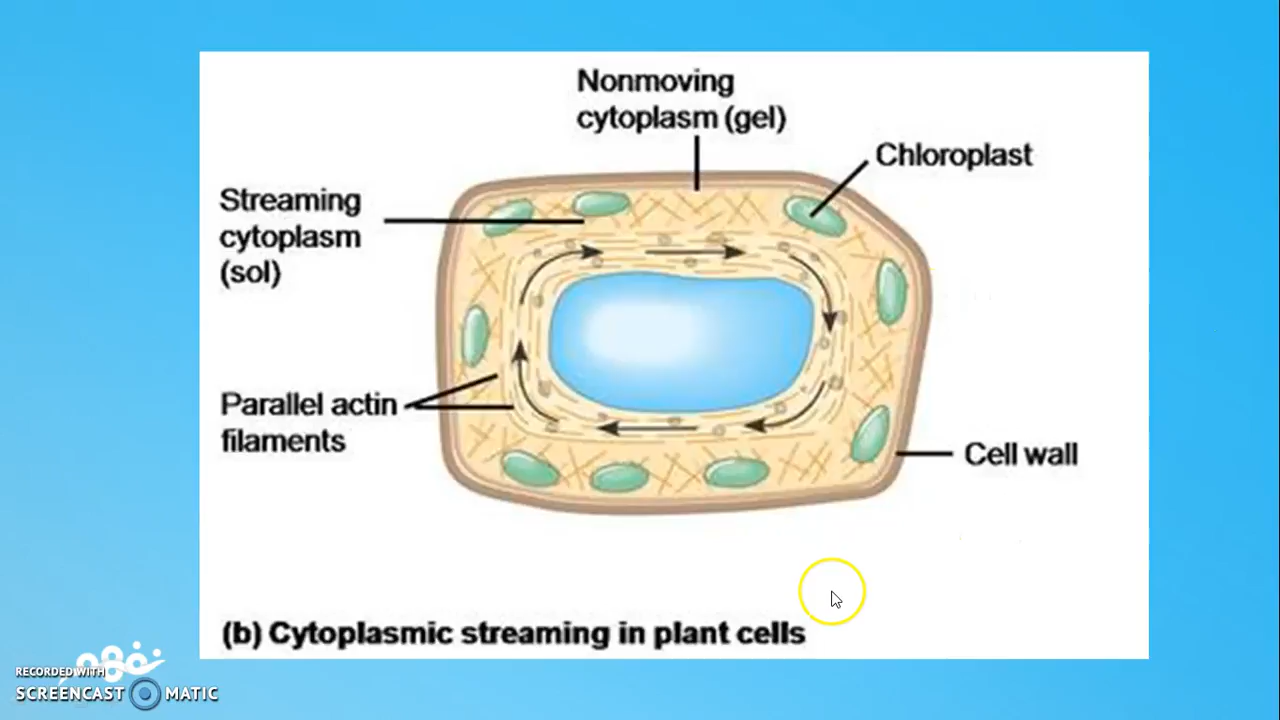 Nonmoving
cytoplasm (gel)
Chloroplast
Streaming
cytoplasm
(sol)
Parallel actin
filaments
Cell wall
(b) Cytoplasmic streaming in plant cells
RECORDED WITH
SCREENCAST MATIC